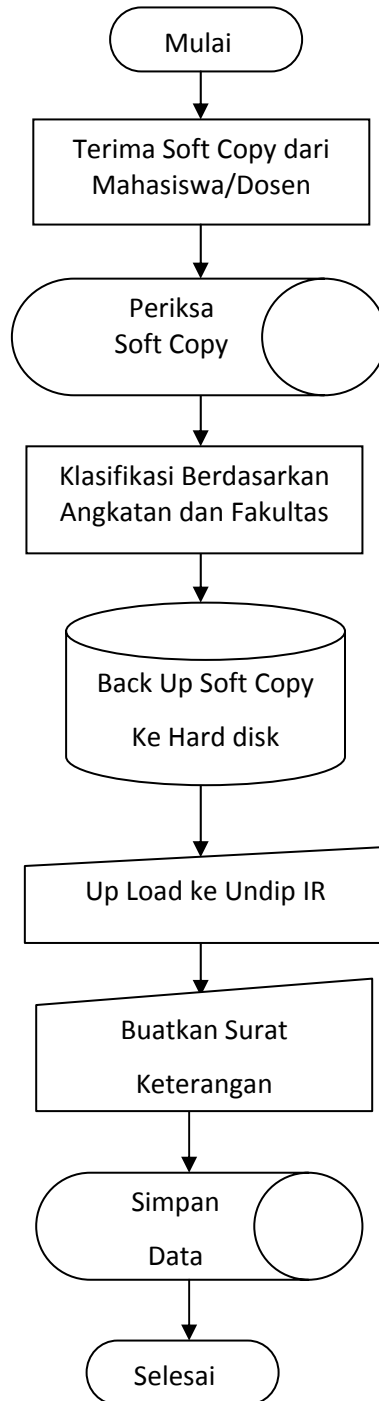 Mulai
Terima Soft Copy dari
Mahasiswa/Dosen
Periksa
Soft Copy
Klasifikasi Berdasarkan
Angkatan dan Fakultas
Back Up Soft Copy
Ke Hard disk
Up Load ke Undip IR
Buatkan Surat
Keterangan
Simpan
Data
Selesai